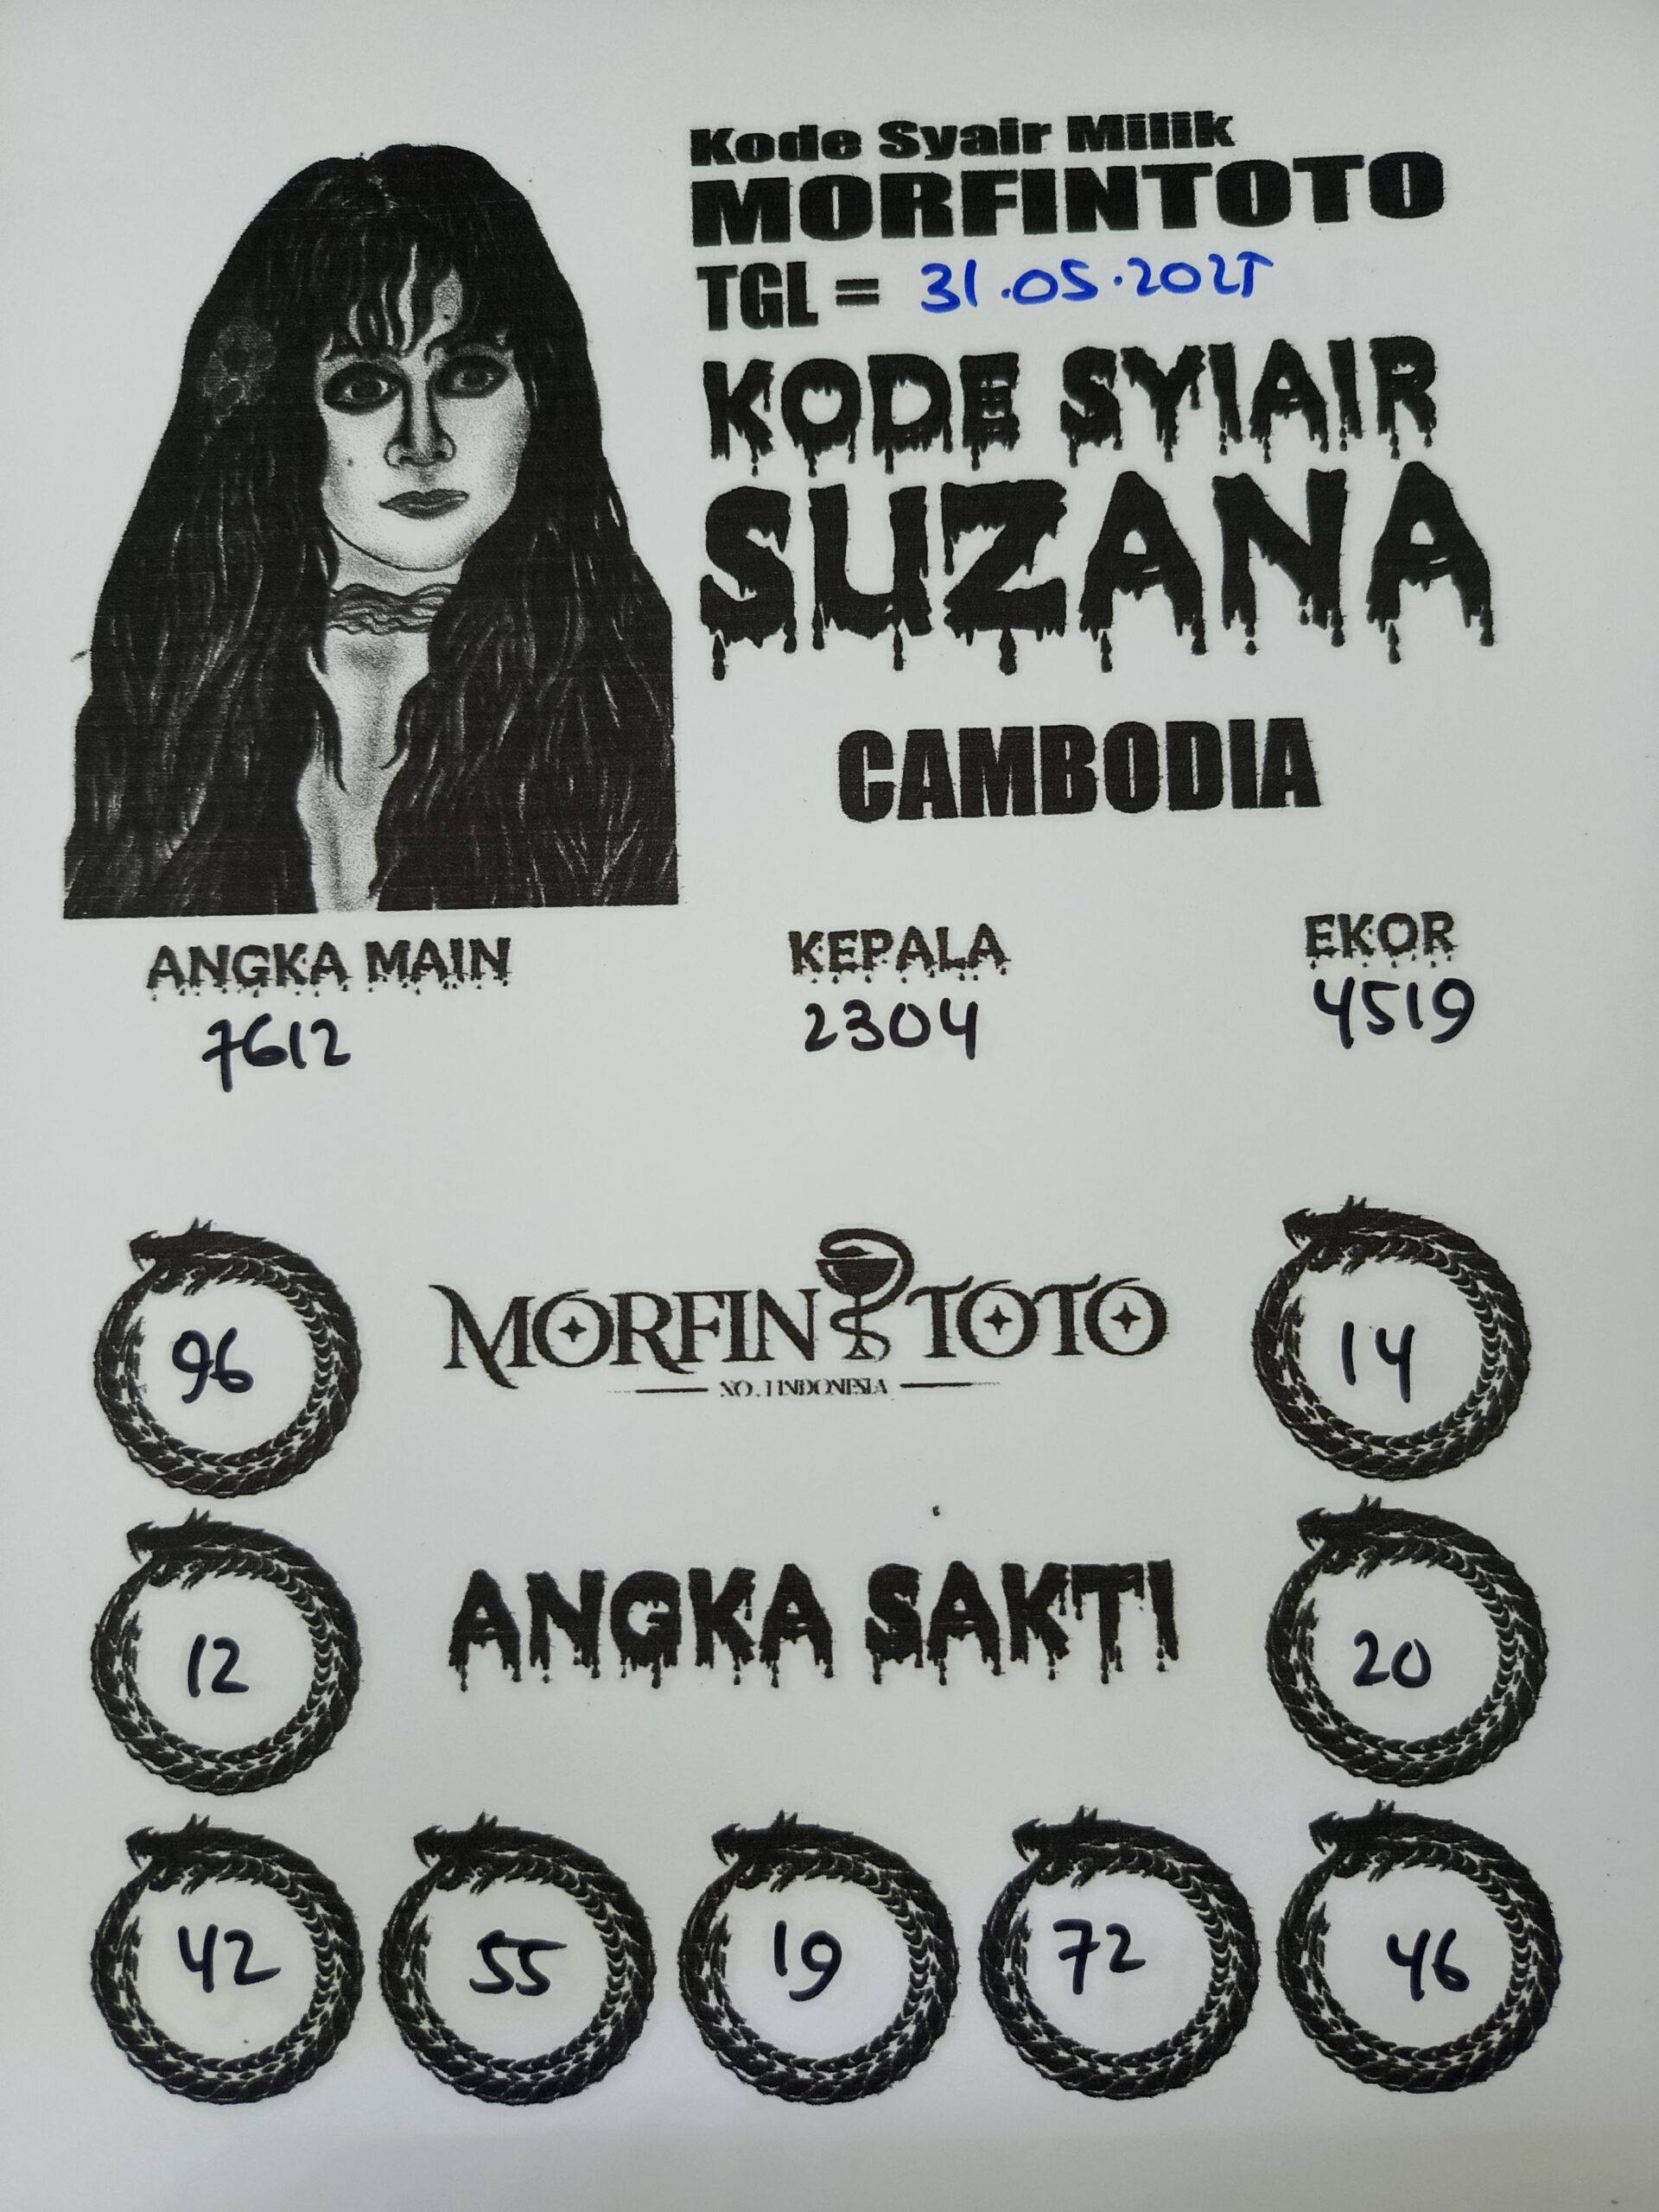 Kode Syair Milik
MORFINTOTO
TGL = 31.05.2025
KODE SYIAIR
SUZANA
CAMBODIA
ANGKA MAIN KEPALA EKOR
7612 2304 4519
96 MORFIN TOTO 14
NO.1 INDONESIA
12 ANGKA SAKTI 20
42 55 19 72 46